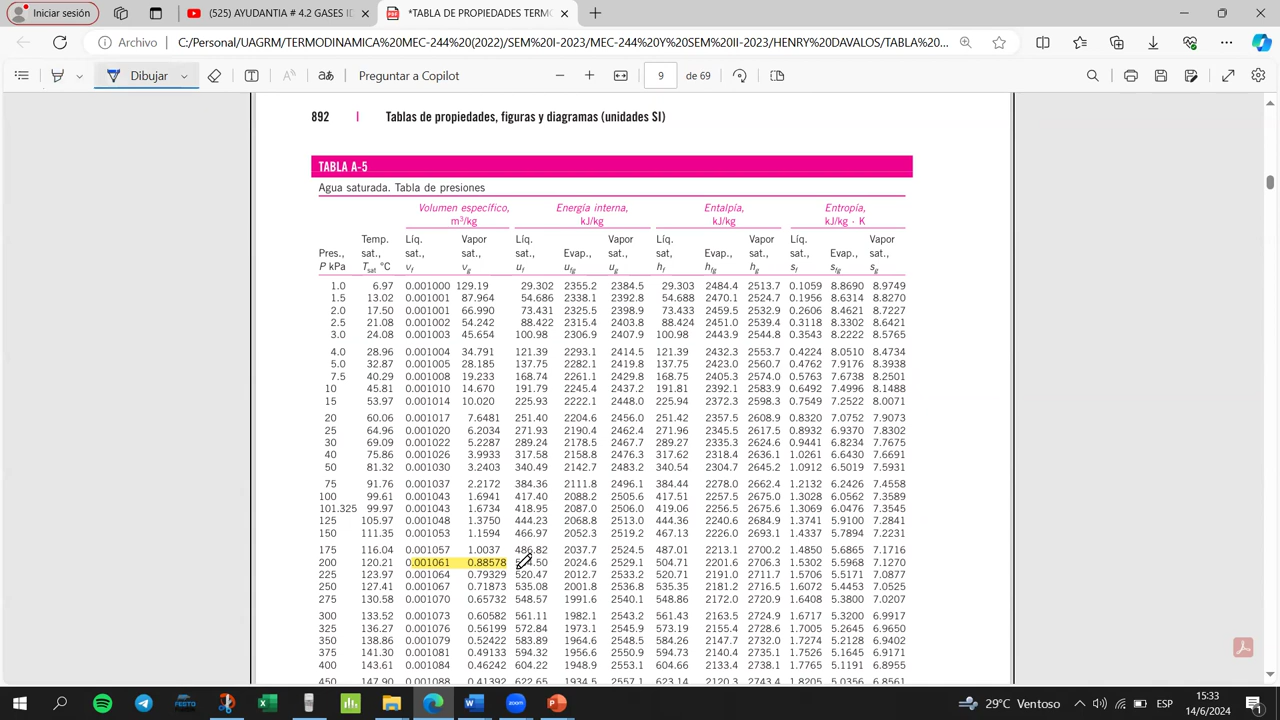 Iniciar sesión
(525) AYUDANTIA # 4.2 GASES ID
*TABLA DE PROPIEDADES TERMO
Archivo
C:/Personal/UAGRM/TERMODINAMICA%20MEC-244%20(2022)/SEM%20I-2023/MEC-244%20Y%20SEM%20II-2023/HENRY%20DAVALOS/TABLA%20...
Dibujar
Preguntar a Copilot
9 de 69
892 | Tablas de propiedades, figuras y diagramas (unidades SI)
TABLA A-5
Agua saturada. Tabla de presiones
Volumen específico, Energía interna, Entalpía, Entropía,
m³/kg kJ/kg kJ/kg kJ/kg · K
Temp. Líq. Vapor Líq. Vapor Líq. Vapor Líq. Vapor
Pres., sat., sat., sat., sat., Evap., sat., sat, Evap., sat., sat., Evap., sat.,
P kPa Tsat °C vf vg uf ufg ug hf hfg hg sf sfg sg
1.0 6.97 0.001000 129.19 29.302 2355.2 2384.5 29.303 2484.4 2513.7 0.1059 8.8690 8.9749
1.5 13.02 0.001001 87.964 54.686 2338.1 2392.8 54.688 2470.1 2524.7 0.1956 8.6314 8.8270
2.0 17.50 0.001001 66.990 73.431 2325.5 2398.9 73.433 2459.5 2532.9 0.2606 8.4621 8.7227
2.5 21.08 0.001002 54.242 88.422 2315.4 2403.8 88.424 2451.0 2539.4 0.3118 8.3302 8.6421
3.0 24.08 0.001003 45.654 100.98 2306.9 2407.9 100.98 2443.9 2544.8 0.3543 8.2222 8.5765
4.0 28.96 0.001004 34.791 121.39 2293.1 2414.5 121.39 2432.3 2553.7 0.4224 8.0510 8.4734
5.0 32.87 0.001005 28.185 137.75 2282.1 2419.8 137.75 2423.0 2560.7 0.4762 7.9176 8.3938
7.5 40.29 0.001008 19.233 168.74 2261.1 2429.8 168.75 2405.3 2574.0 0.5763 7.6738 8.2501
10 45.81 0.001010 14.670 191.79 2245.4 2437.2 191.81 2392.1 2583.9 0.6492 7.4996 8.1488
15 53.97 0.001014 10.020 225.93 2222.1 2448.0 225.94 2372.3 2598.3 0.7549 7.2522 8.0071
20 60.06 0.001017 7.6481 251.40 2204.6 2456.0 251.42 2357.5 2608.9 0.8320 7.0752 7.9073
25 64.96 0.001020 6.2034 271.93 2190.4 2462.4 271.96 2345.5 2617.5 0.8932 6.9370 7.8302
30 69.09 0.001022 5.2287 289.24 2178.5 2467.7 289.27 2335.3 2624.6 0.9441 6.8234 7.7675
40 75.86 0.001026 3.9933 317.58 2158.8 2476.3 317.62 2318.4 2636.1 1.0261 6.6430 7.6691
50 81.32 0.001030 3.2403 340.49 2142.7 2483.2 340.54 2304.7 2645.2 1.0912 6.5019 7.5931
75 91.76 0.001037 2.2172 384.36 2111.8 2496.1 384.44 2278.0 2662.4 1.2132 6.2426 7.4558
100 99.61 0.001043 1.6941 417.40 2088.2 2505.6 417.51 2257.5 2675.0 1.3028 6.0562 7.3589
101.325 99.97 0.001043 1.6734 418.95 2087.0 2506.0 419.06 2256.5 2675.6 1.3069 6.0476 7.3545
125 105.97 0.001048 1.3750 444.23 2068.8 2513.0 444.36 2240.6 2684.9 1.3741 5.9100 7.2841
150 111.35 0.001053 1.1594 466.97 2052.3 2519.2 467.13 2226.0 2693.1 1.4337 5.7894 7.2231
175 116.04 0.001057 1.0037 486.82 2037.7 2524.5 487.01 2213.1 2700.2 1.4850 5.6865 7.1716
200 120.21 0.001061 0.88578 2024.6 2529.1 504.71 2201.6 2706.3 1.5302 5.5968 7.1270
225 123.97 0.001064 0.79329 520.47 2012.7 2533.2 520.71 2191.0 2711.7 1.5706 5.5171 7.0877
250 127.41 0.001067 0.71873 535.08 2001.8 2536.8 535.35 2181.2 2716.5 1.6072 5.4453 7.0525
275 130.58 0.001070 0.65732 548.57 1991.6 2540.1 548.86 2172.0 2720.9 1.6408 5.3800 7.0207
300 133.52 0.001073 0.60582 561.11 1982.1 2543.2 561.43 2163.5 2724.9 1.6717 5.3200 6.9917
325 136.27 0.001076 0.56199 572.84 1973.1 2545.9 573.19 2155.4 2728.6 1.7005 5.2645 6.9650
350 138.86 0.001079 0.52422 583.89 1964.6 2548.5 584.26 2147.7 2732.0 1.7274 5.2128 6.9402
375 141.30 0.001081 0.49133 594.32 1956.6 2550.9 594.73 2140.4 2735.1 1.7526 5.1645 6.9171
400 143.61 0.001084 0.46242 604.22 1948.9 2553.1 604.66 2133.4 2738.1 1.7765 5.1191 6.8955
450 147.90 0.001088 0.41392 622.65 1934.5 2557.1 623.14 2120.3 2743.4 1.8205 5.0356 6.8561
29°C Ventoso
ESP
15:33
14/6/2024